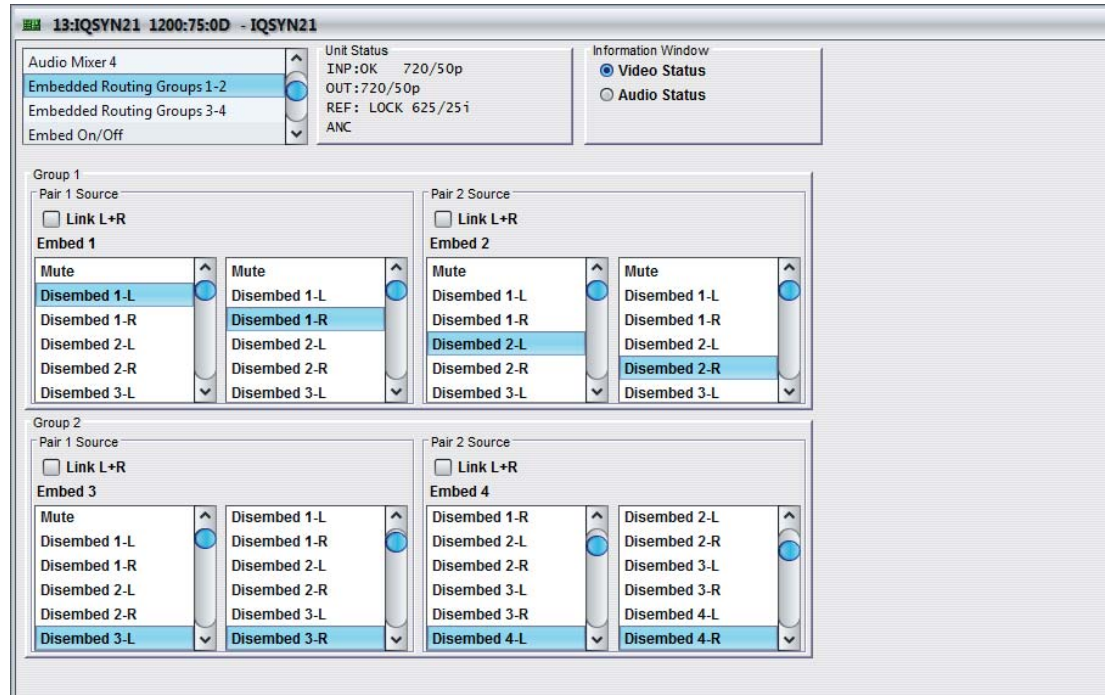 13:IQSYN21 1200:75:0D - IQSYN21
Audio Mixer 4
Embedded Routing Groups 1-2
Embedded Routing Groups 3-4
Embed On/Off
Unit Status
INP:OK 720/50p
OUT:720/50p
REF: LOCK 625/25i
ANC
Information Window
Video Status
Audio Status
Group 1
Pair 1 Source
Link L+R
Embed 1
Mute
Disembed 1-L
Disembed 1-R
Disembed 2-L
Disembed 2-R
Disembed 3-L
Mute
Disembed 1-L
Disembed 1-R
Disembed 2-L
Disembed 2-R
Disembed 3-L
Pair 2 Source
Link L+R
Embed 2
Mute
Disembed 1-L
Disembed 1-R
Disembed 2-L
Disembed 2-R
Disembed 3-L
Mute
Disembed 1-L
Disembed 1-R
Disembed 2-L
Disembed 2-R
Disembed 3-L
Group 2
Pair 1 Source
Link L+R
Embed 3
Mute
Disembed 1-L
Disembed 1-R
Disembed 2-L
Disembed 2-R
Disembed 3-L
Disembed 1-L
Disembed 1-R
Disembed 2-L
Disembed 2-R
Disembed 3-L
Disembed 3-R
Pair 2 Source
Link L+R
Embed 4
Disembed 1-R
Disembed 2-L
Disembed 2-R
Disembed 3-L
Disembed 3-R
Disembed 4-L
Disembed 2-L
Disembed 2-R
Disembed 3-L
Disembed 3-R
Disembed 4-L
Disembed 4-R